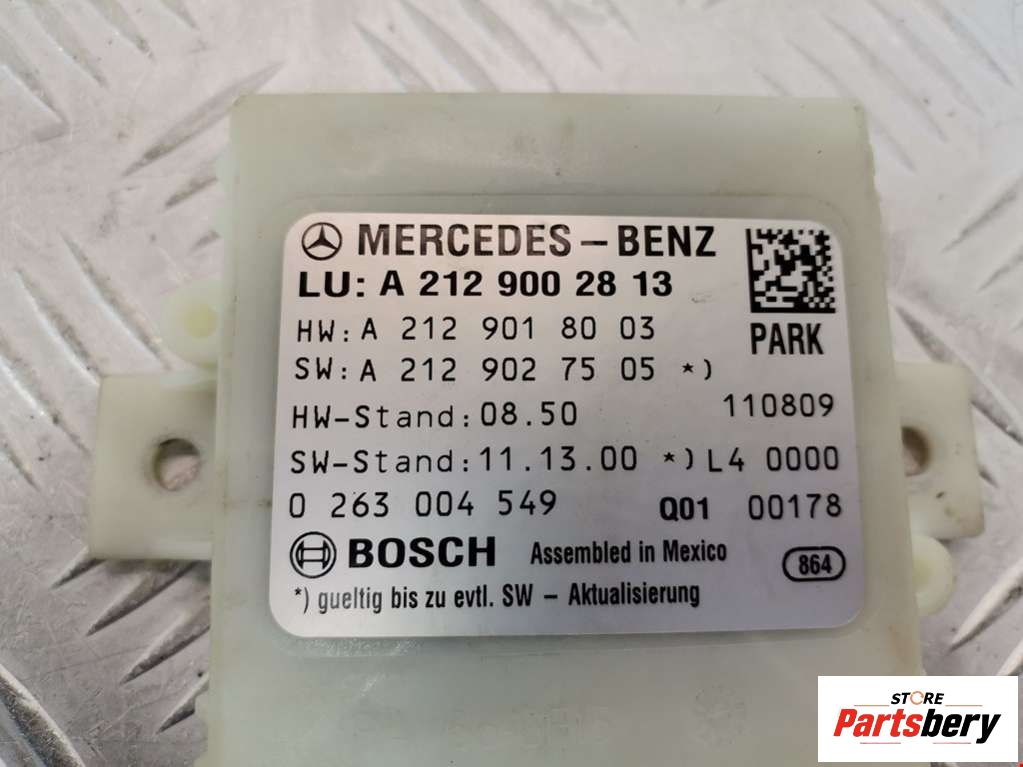 MERCEDES-BENZ
LU: A 212 900 28 13
HW: A 212 901 80 03
PARK
SW: A 212 902 75 05 *)
HW-Stand: 08.50 110809
SW-Stand: 11.13.00 *) L4 0000
0 263 004 549 Q01 00178
BOSCH Assembled in Mexico 864
*) gueltig bis zu evtl. SW - Aktualisierung
STORE
Partsbery